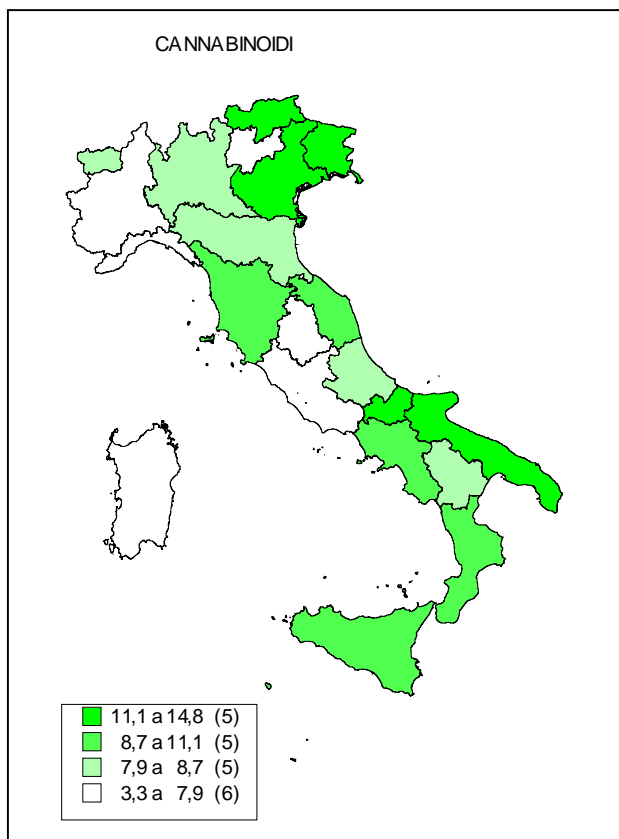 CANNABINOIDI
11,1 a 14,8 (5)
8,7 a 11,1 (5)
7,9 a 8,7 (5)
3,3 a 7,9 (6)